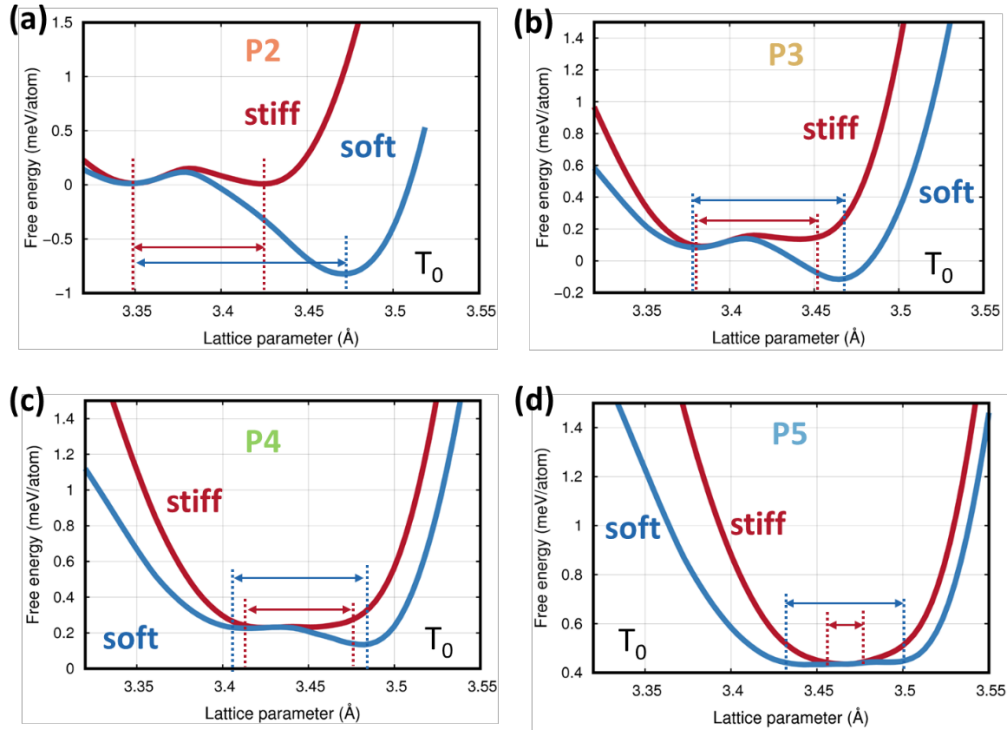 (a)
P2
stiff
soft
T0
Free energy (meV/atom)
1.5
1
0.5
0
−0.5
−1
3.35 3.4 3.45 3.5 3.55
Lattice parameter (Å)
(b)
P3
stiff
soft
T0
Free energy (meV/atom)
1.4
1.2
1
0.8
0.6
0.4
0.2
0
−0.2
3.35 3.4 3.45 3.5 3.55
Lattice parameter (Å)
(c)
P4
stiff
soft
T0
Free energy (meV/atom)
1.4
1.2
1
0.8
0.6
0.4
0.2
0
3.35 3.4 3.45 3.5 3.55
Lattice parameter (Å)
(d)
P5
soft
stiff
T0
Free energy (meV/atom)
1.4
1.2
1
0.8
0.6
0.4
3.35 3.4 3.45 3.5 3.55
Lattice parameter (Å)